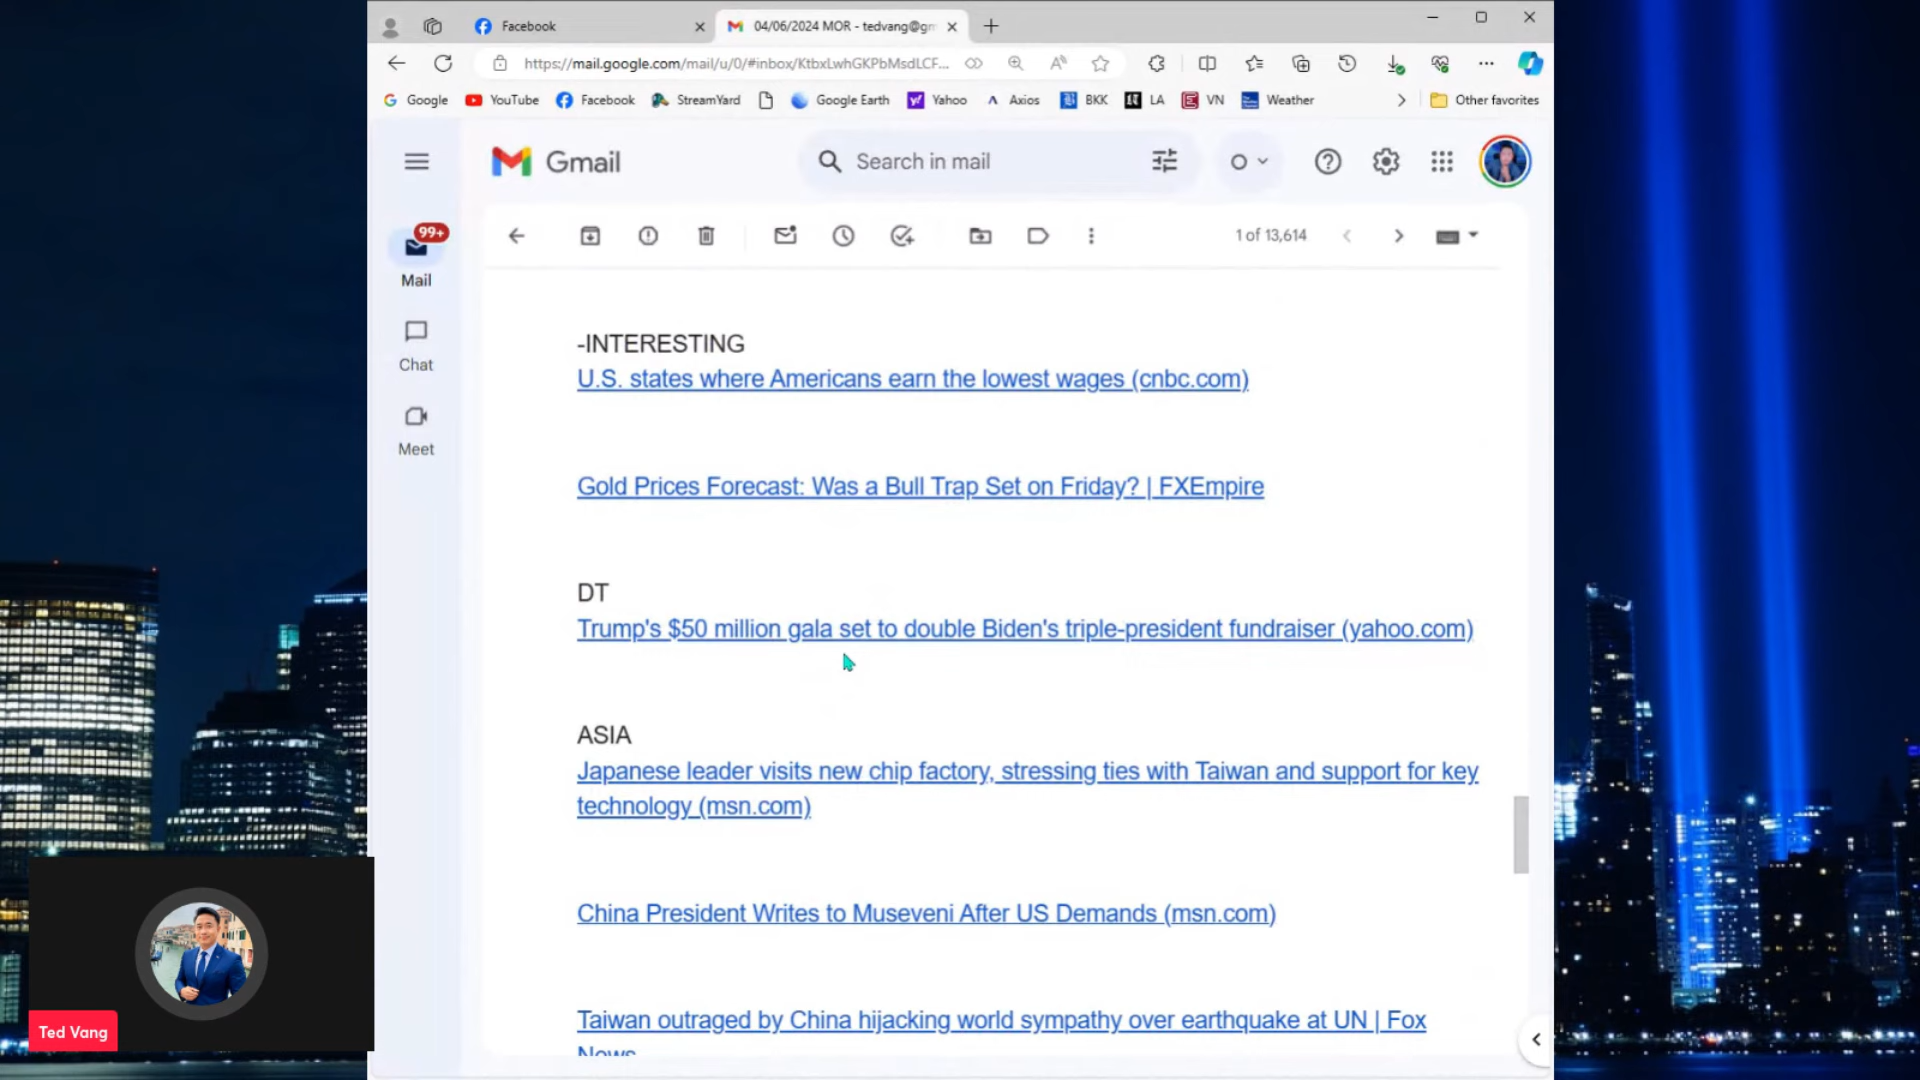 Facebook
04/06/2024 MOR - tedvang@gm
https://mail.google.com/mail/u/0/#inbox/KtbxLwhGKPbMsdLCF...
Google YouTube Facebook StreamYard Google Earth Yahoo Axios BKK LA VN Weather Other favorites
Gmail
Search in mail
99+
Mail
Chat
Meet
1 of 13,614
-INTERESTING
U.S. states where Americans earn the lowest wages (cnbc.com)
Gold Prices Forecast: Was a Bull Trap Set on Friday? | FXEmpire
DT
Trump's $50 million gala set to double Biden's triple-president fundraiser (yahoo.com)
ASIA
Japanese leader visits new chip factory, stressing ties with Taiwan and support for key
technology (msn.com)
China President Writes to Museveni After US Demands (msn.com)
Taiwan outraged by China hijacking world sympathy over earthquake at UN | Fox
News
Ted Vang